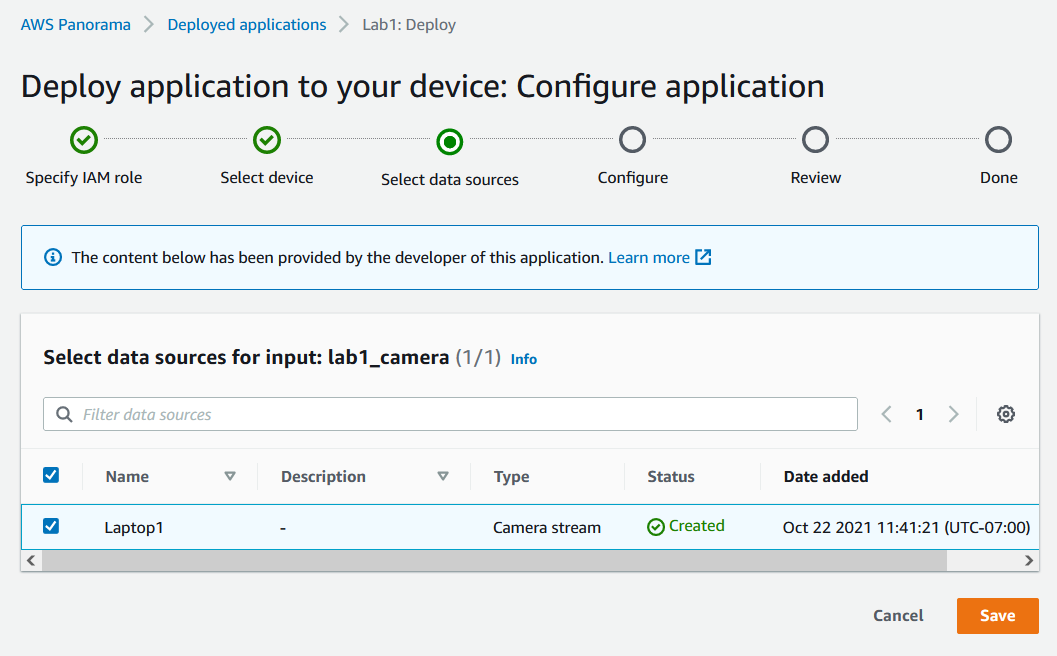 AWS Panorama > Deployed applications > Lab1: Deploy
Deploy application to your device: Configure application
Specify IAM role Select device Select data sources Configure Review Done
The content below has been provided by the developer of this application. Learn more
Select data sources for input: lab1_camera (1/1) Info
Filter data sources 1
Name Description Type Status Date added
Laptop1 - Camera stream Created Oct 22 2021 11:41:21 (UTC-07:00)
Cancel Save